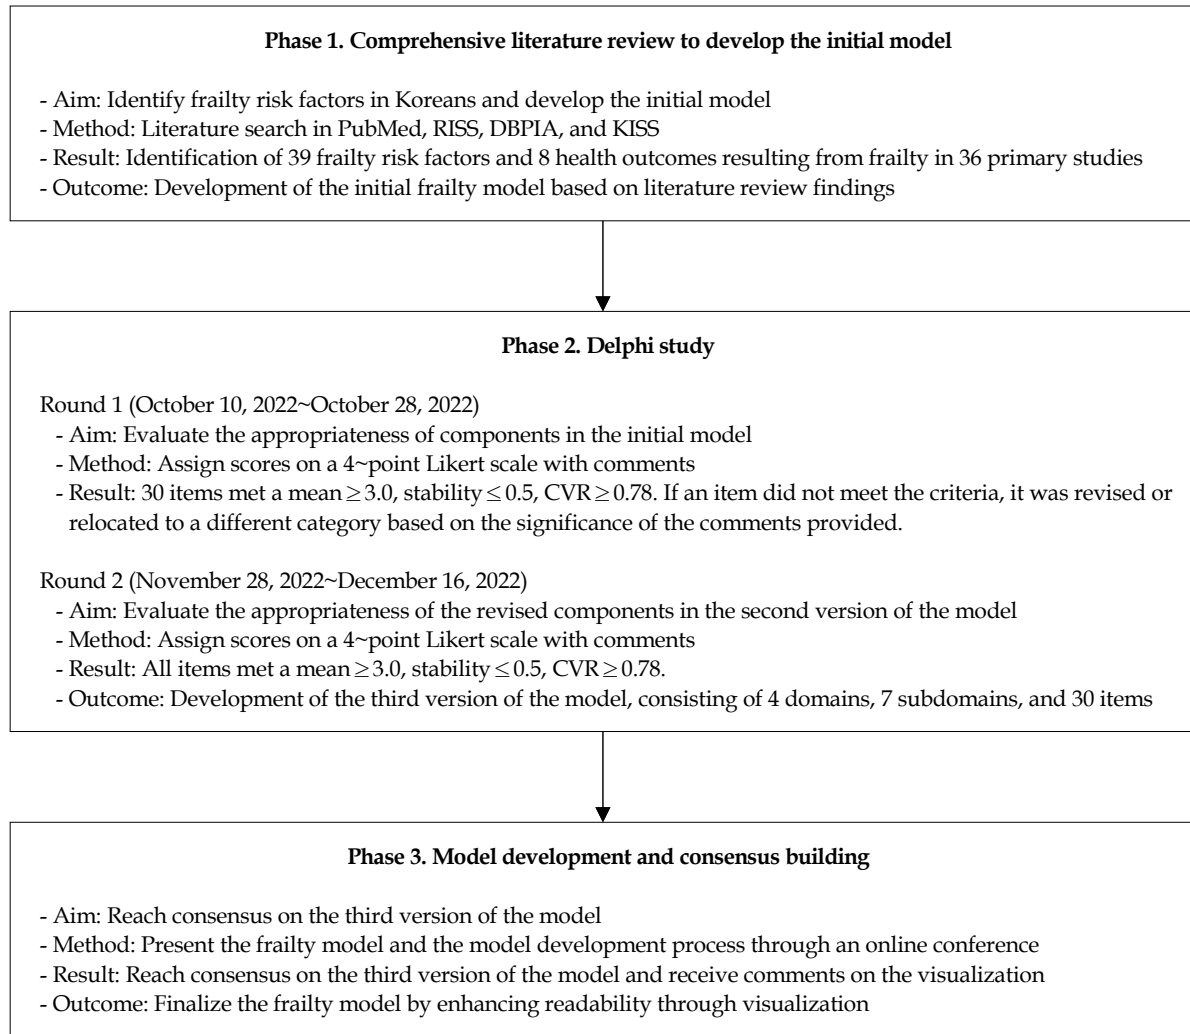 Phase 1. Comprehensive literature review to develop the initial model
- Aim: Identify frailty risk factors in Koreans and develop the initial model
- Method: Literature search in PubMed, RISS, DBPIA, and KISS
- Result: Identification of 39 frailty risk factors and 8 health outcomes resulting from frailty in 36 primary studies
- Outcome: Development of the initial frailty model based on literature review findings
Phase 2. Delphi study
Round 1 (October 10, 2022~October 28, 2022)
- Aim: Evaluate the appropriateness of components in the initial model
- Method: Assign scores on a 4~point Likert scale with comments
- Result: 30 items met a mean ≥ 3.0, stability ≤ 0.5, CVR ≥ 0.78. If an item did not meet the criteria, it was revised or
relocated to a different category based on the significance of the comments provided.
Round 2 (November 28, 2022~December 16, 2022)
- Aim: Evaluate the appropriateness of the revised components in the second version of the model
- Method: Assign scores on a 4~point Likert scale with comments
- Result: All items met a mean ≥ 3.0, stability ≤ 0.5, CVR ≥ 0.78.
- Outcome: Development of the third version of the model, consisting of 4 domains, 7 subdomains, and 30 items
Phase 3. Model development and consensus building
- Aim: Reach consensus on the third version of the model
- Method: Present the frailty model and the model development process through an online conference
- Result: Reach consensus on the third version of the model and receive comments on the visualization
- Outcome: Finalize the frailty model by enhancing readability through visualization